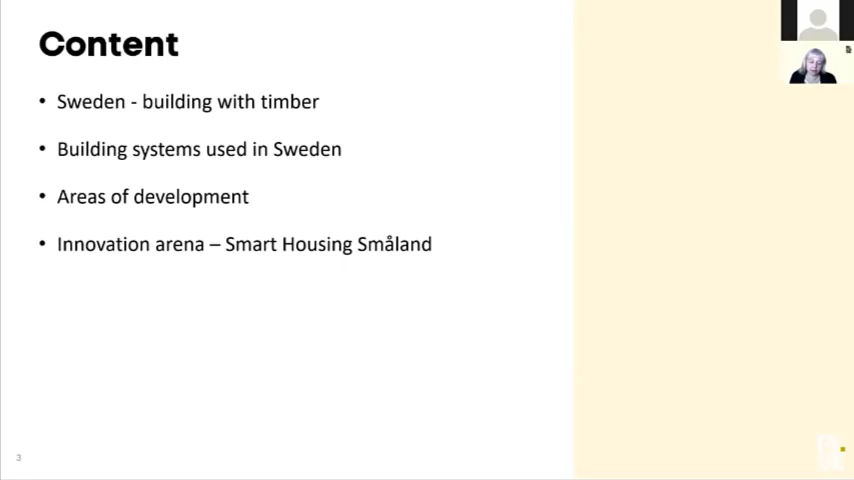 Content
• Sweden - building with timber
• Building systems used in Sweden
• Areas of development
• Innovation arena – Smart Housing Småland
3